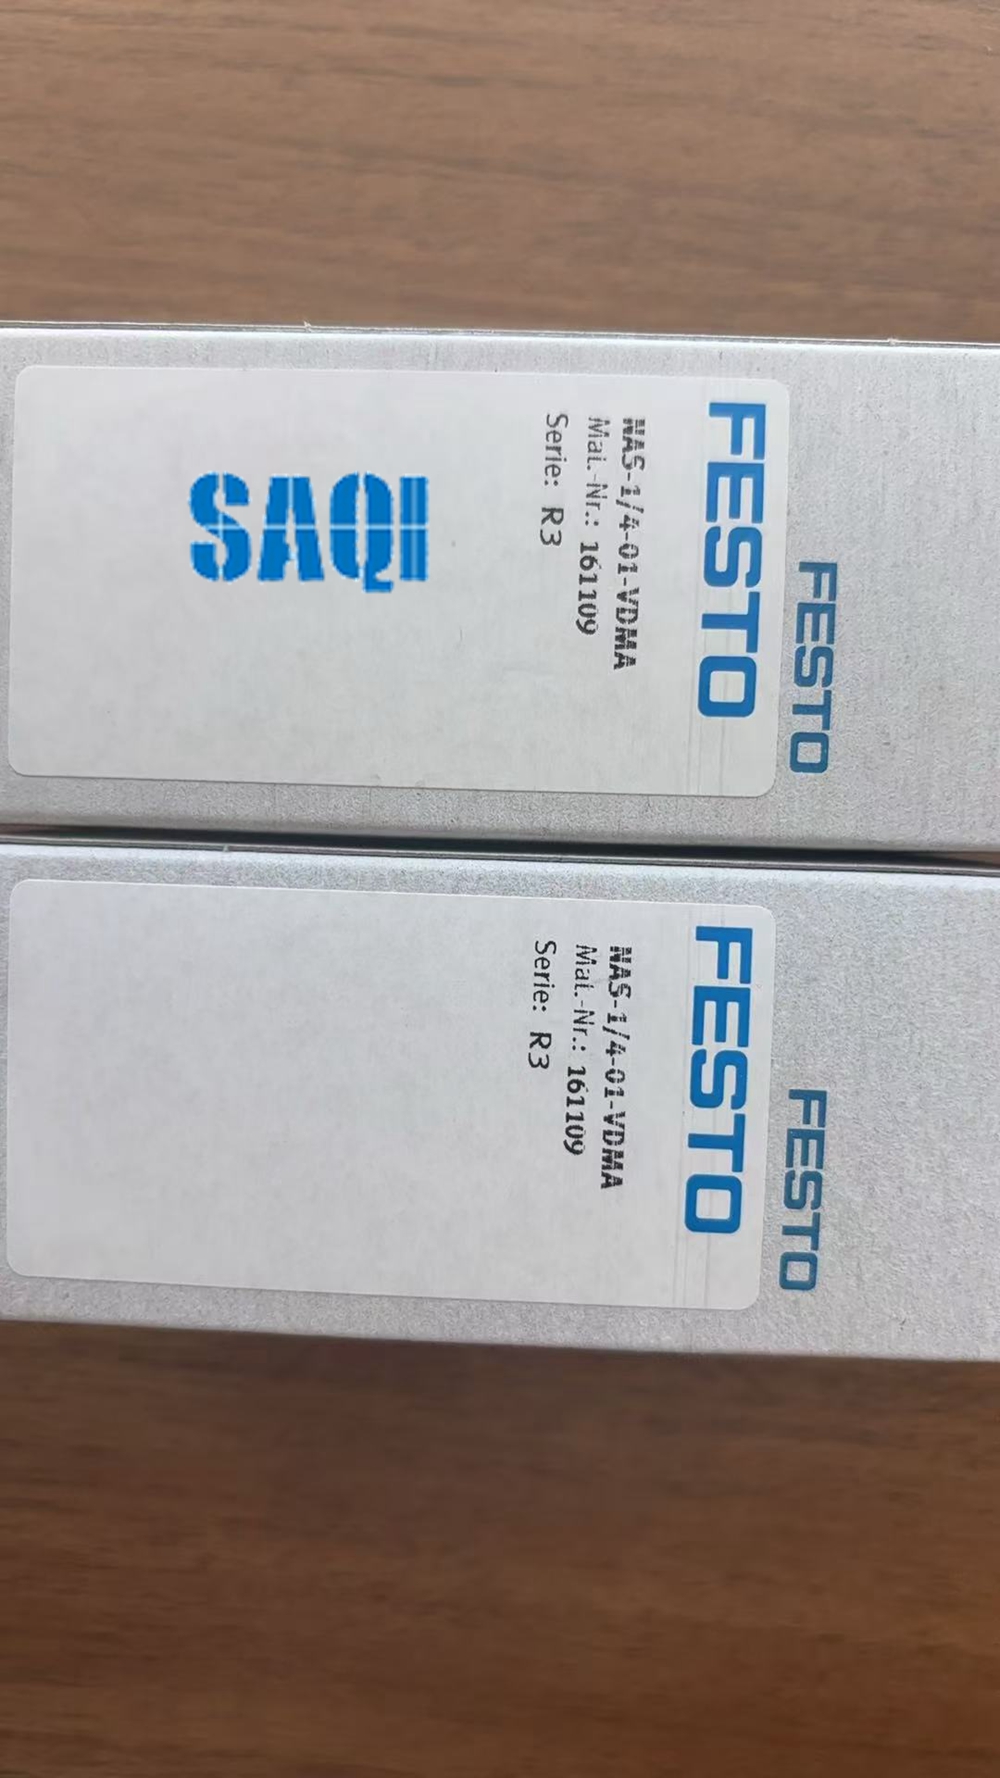 FESTO
NAS-1/4-01-VDMA
Mat.-Nr.: 161109
Serie: R3
SAQI
FESTO
FESTO
NAS-1/4-01-VDMA
Mat.-Nr.: 161109
Serie: R3
FESTO